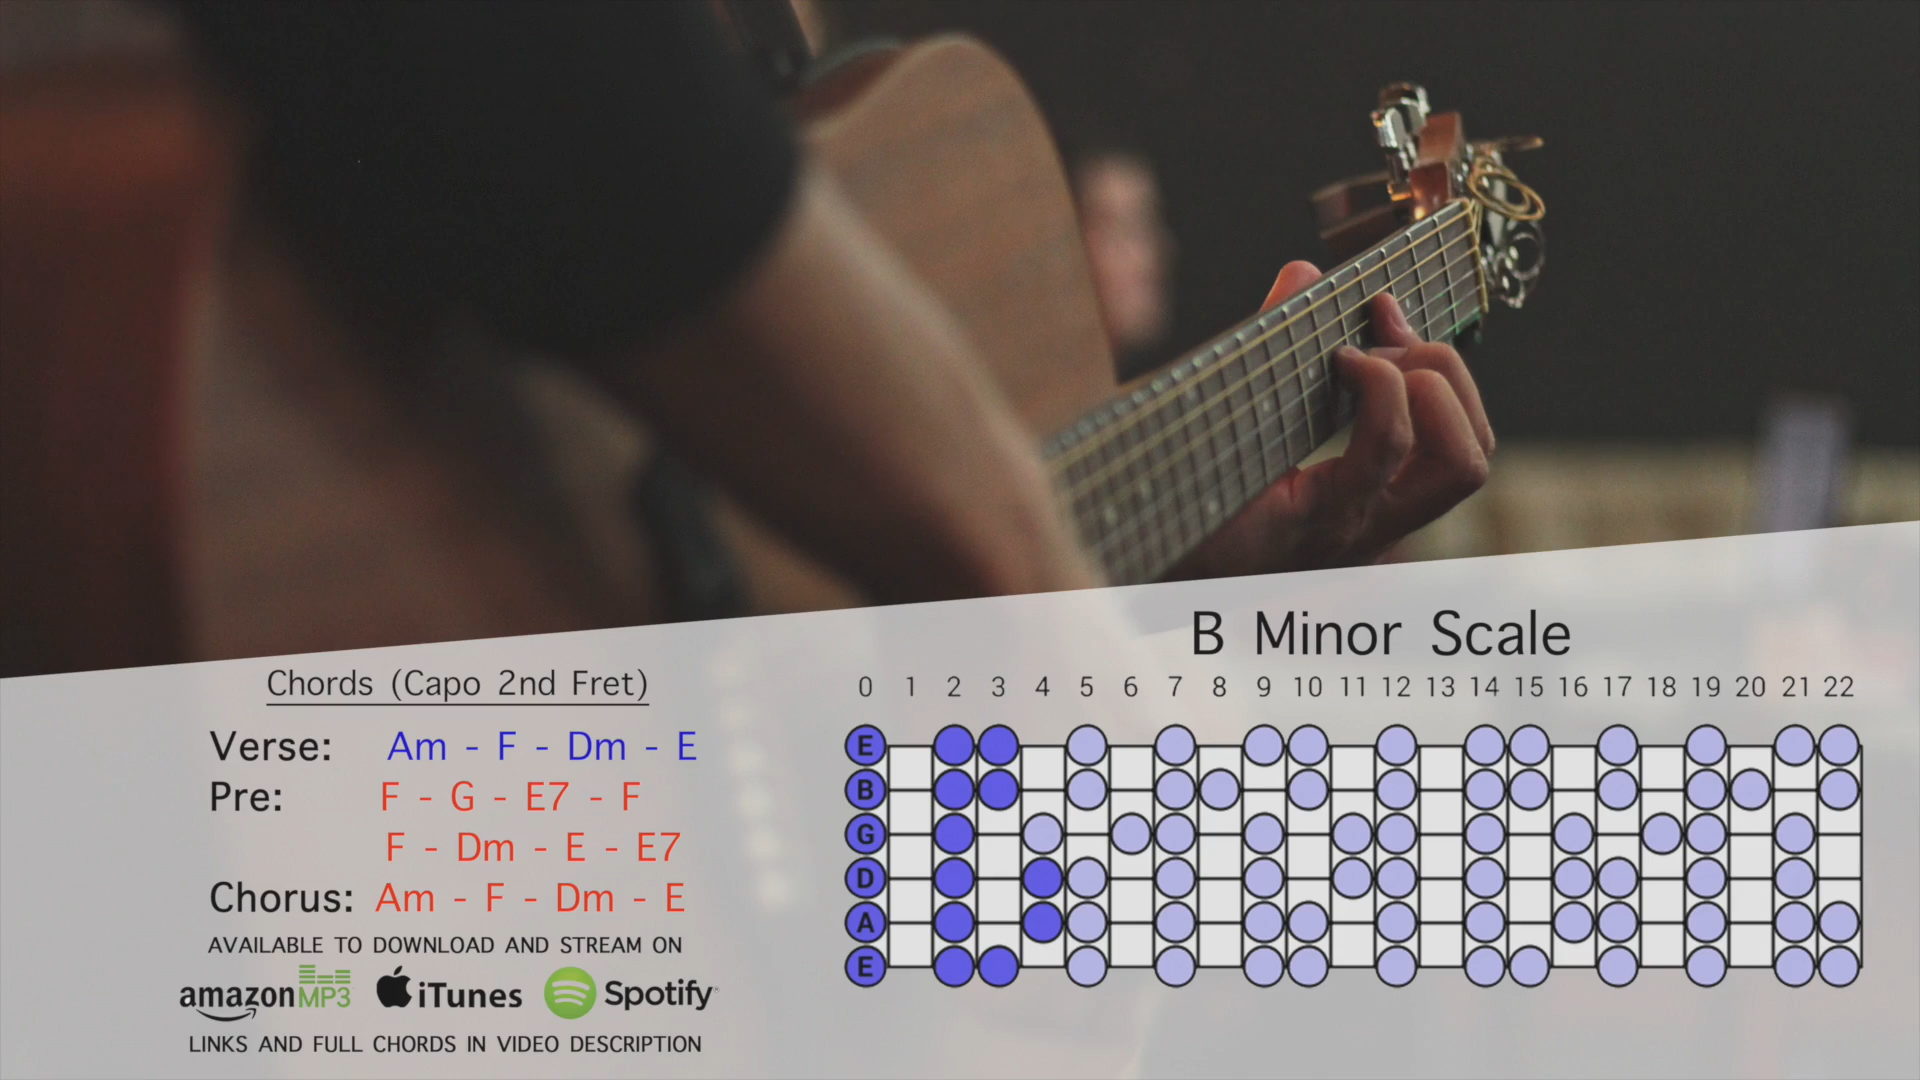 B Minor Scale
Chords (Capo 2nd Fret)
0 1 2 3 4 5 6 7 8 9 10 11 12 13 14 15 16 17 18 19 20 21 22
Verse: Am - F - Dm - E
Pre: F - G - E7 - F
F - Dm - E - E7
Chorus: Am - F - Dm - E
AVAILABLE TO DOWNLOAD AND STREAM ON
amazonMP3 iTunes Spotify
LINKS AND FULL CHORDS IN VIDEO DESCRIPTION
E
B
G
D
A
E